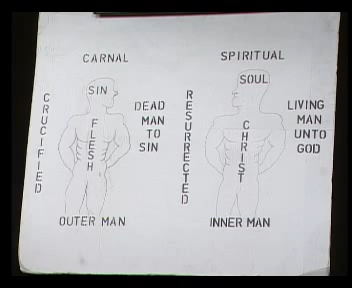 CARNAL
SIN
CRUCIFIED
FLESH
DEAD
MAN
TO
SIN
OUTER MAN
SPIRITUAL
SOUL
RESURRECTED
CHRIST
LIVING
MAN
UNTO
GOD
INNER MAN